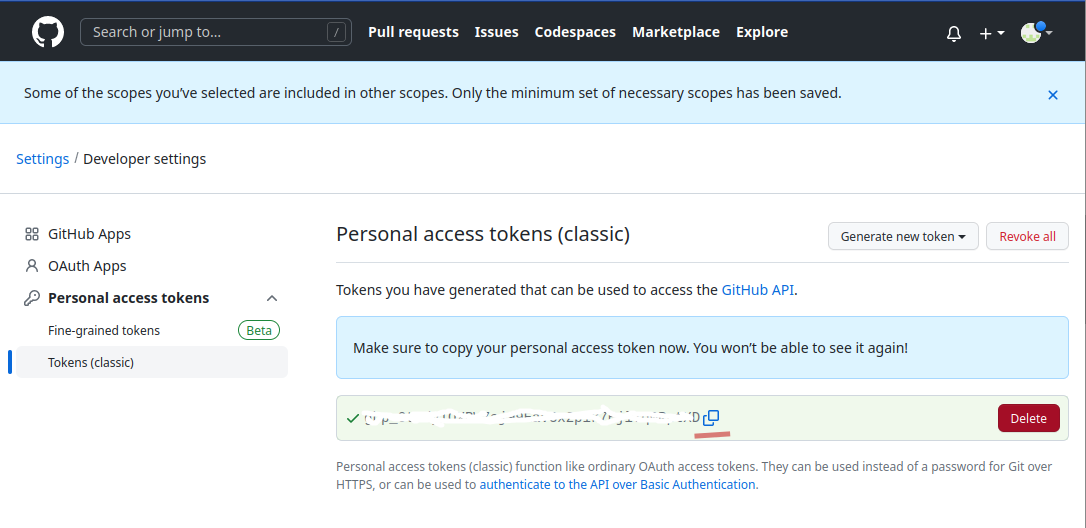 Search or jump to... / Pull requests Issues Codespaces Marketplace Explore
Some of the scopes you've selected are included in other scopes. Only the minimum set of necessary scopes has been saved.
Settings / Developer settings
GitHub Apps
OAuth Apps
Personal access tokens
Fine-grained tokens Beta
Tokens (classic)
Personal access tokens (classic) Generate new token Revoke all
Tokens you have generated that can be used to access the GitHub API.
Make sure to copy your personal access token now. You won't be able to see it again!
Delete
Personal access tokens (classic) function like ordinary OAuth access tokens. They can be used instead of a password for Git over
HTTPS, or can be used to authenticate to the API over Basic Authentication.